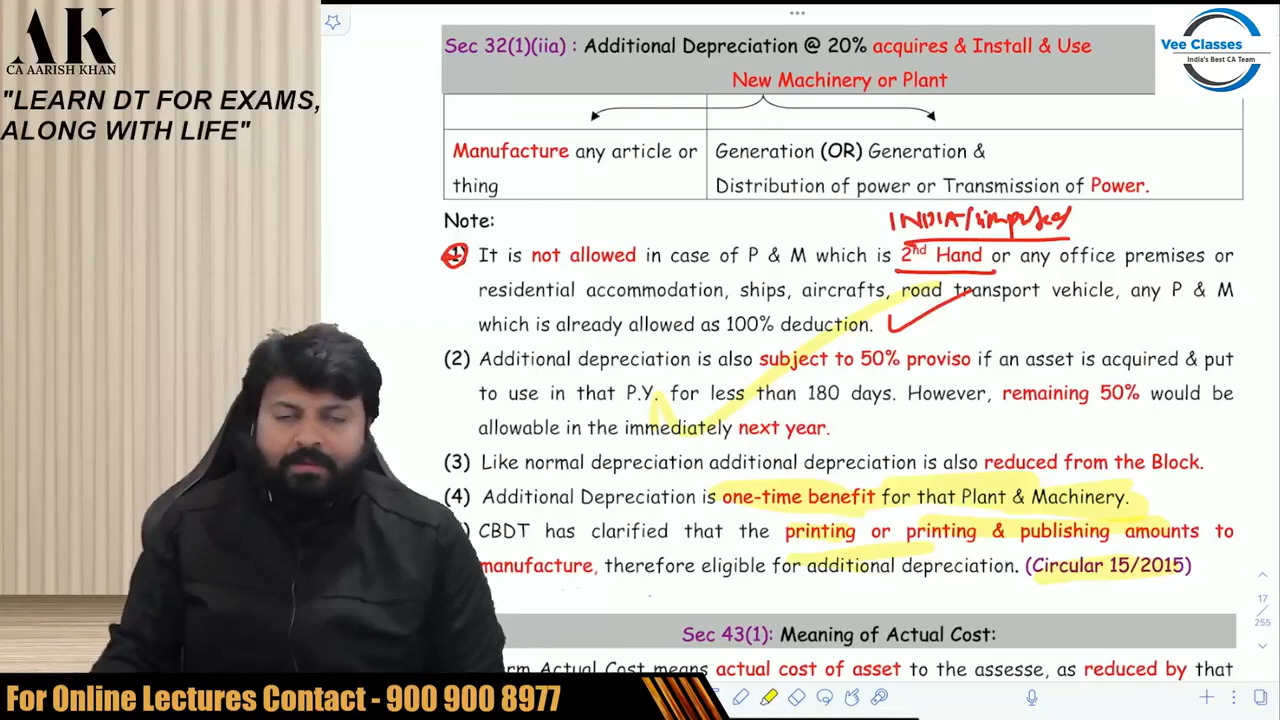 AK
CA AARISH KHAN
"LEARN DT FOR EXAMS,
ALONG WITH LIFE"
Vee Classes
India's Best CA Team
Sec 32(1)(iia) : Additional Depreciation @ 20% acquires & Install & Use
New Machinery or Plant
Manufacture any article or
thing
Generation (OR) Generation &
Distribution of power or Transmission of Power.
Note:
INDIA/imported
(1) It is not allowed in case of P & M which is 2nd Hand or any office premises or
residential accommodation, ships, aircrafts, road transport vehicle, any P & M
which is already allowed as 100% deduction.
(2) Additional depreciation is also subject to 50% proviso if an asset is acquired & put
to use in that P.Y. for less than 180 days. However, remaining 50% would be
allowable in the immediately next year.
(3) Like normal depreciation additional depreciation is also reduced from the Block.
(4) Additional Depreciation is one-time benefit for that Plant & Machinery.
CBDT has clarified that the printing or printing & publishing amounts to
manufacture, therefore eligible for additional depreciation. (Circular 15/2015)
17
255
Sec 43(1): Meaning of Actual Cost:
Actual Cost means actual cost of asset to the assesse, as reduced by that
For Online Lectures Contact - 900 900 8977